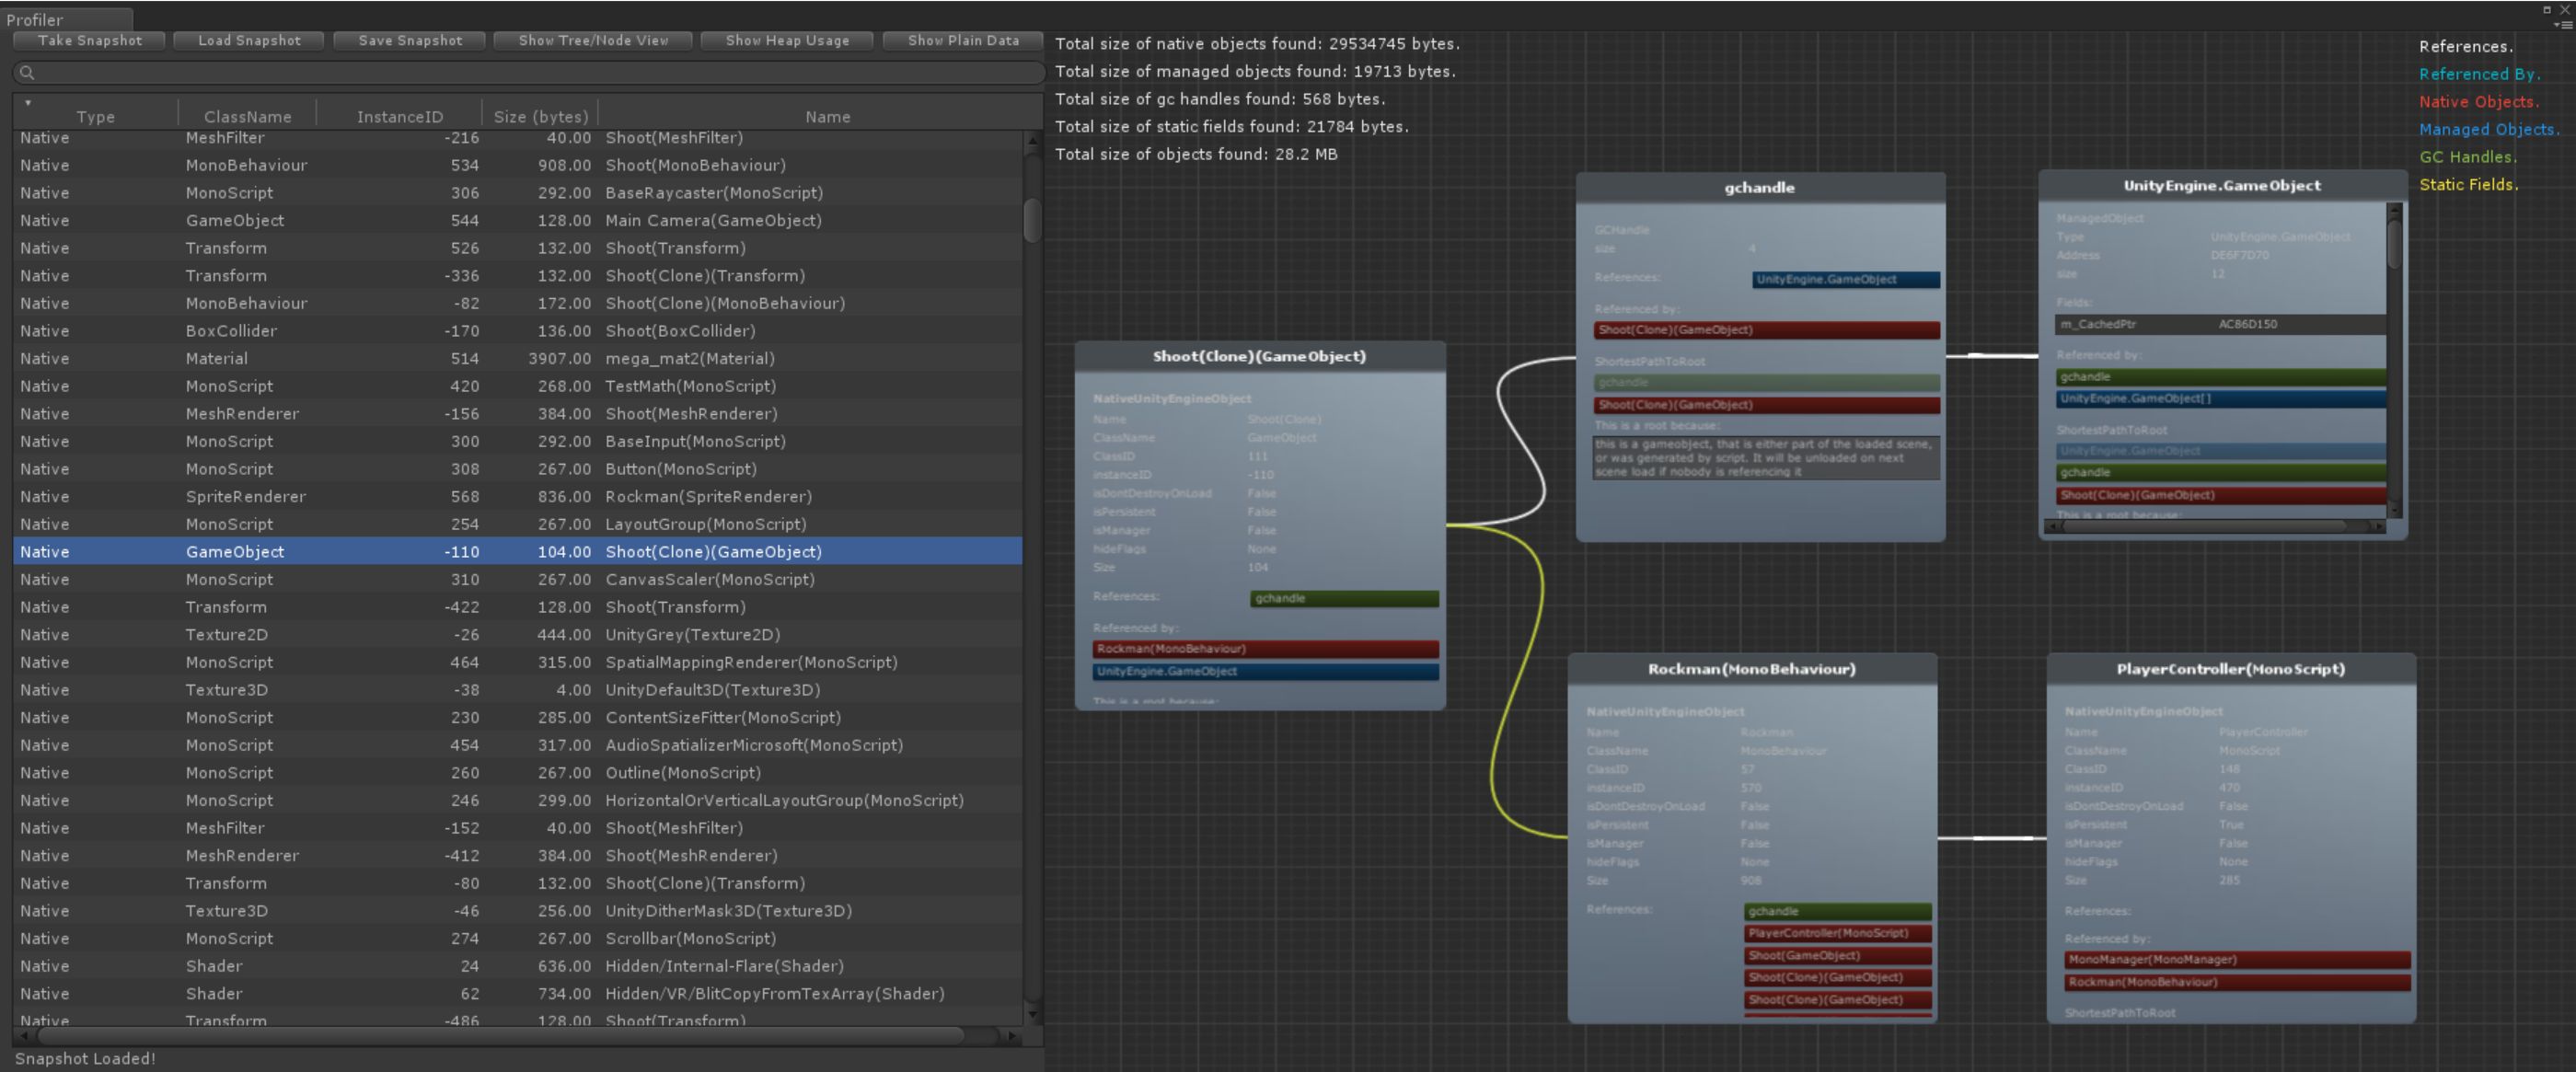 Profiler
Take Snapshot Load Snapshot Save Snapshot Show Tree/Node View Show Heap Usage Show Plain Data
Type ClassName InstanceID Size (bytes) Name
Native MeshFilter -216 40.00 Shoot(MeshFilter)
Native MonoBehaviour 534 908.00 Shoot(MonoBehaviour)
Native MonoScript 306 292.00 BaseRaycaster(MonoScript)
Native GameObject 544 128.00 Main Camera(GameObject)
Native Transform 526 132.00 Shoot(Transform)
Native Transform -336 132.00 Shoot(Clone)(Transform)
Native MonoBehaviour -82 172.00 Shoot(Clone)(MonoBehaviour)
Native BoxCollider -170 136.00 Shoot(BoxCollider)
Native Material 514 3907.00 mega_mat2(Material)
Native MonoScript 420 268.00 TestMath(MonoScript)
Native MeshRenderer -156 384.00 Shoot(MeshRenderer)
Native MonoScript 300 292.00 BaseInput(MonoScript)
Native MonoScript 308 267.00 Button(MonoScript)
Native SpriteRenderer 568 836.00 Rockman(SpriteRenderer)
Native MonoScript 254 267.00 LayoutGroup(MonoScript)
Native GameObject -110 104.00 Shoot(Clone)(GameObject)
Native MonoScript 310 267.00 CanvasScaler(MonoScript)
Native Transform -422 128.00 Shoot(Transform)
Native Texture2D -26 444.00 UnityGrey(Texture2D)
Native MonoScript 464 315.00 SpatialMappingRenderer(MonoScript)
Native Texture3D -38 4.00 UnityDefault3D(Texture3D)
Native MonoScript 230 285.00 ContentSizeFitter(MonoScript)
Native MonoScript 454 317.00 AudioSpatializerMicrosoft(MonoScript)
Native MonoScript 260 267.00 Outline(MonoScript)
Native MonoScript 246 299.00 HorizontalOrVerticalLayoutGroup(MonoScript)
Native MeshFilter -152 40.00 Shoot(MeshFilter)
Native MeshRenderer -412 384.00 Shoot(MeshRenderer)
Native Transform -80 132.00 Shoot(Clone)(Transform)
Native Texture3D -46 256.00 UnityDitherMask3D(Texture3D)
Native MonoScript 274 267.00 Scrollbar(MonoScript)
Native Shader 24 636.00 Hidden/Internal-Flare(Shader)
Native Shader 62 734.00 Hidden/VR/BlitCopyFromTexArray(Shader)
Native Transform -486 128.00 Shoot(Transform)
Snapshot Loaded!
Total size of native objects found: 29534745 bytes.
Total size of managed objects found: 19713 bytes.
Total size of gc handles found: 568 bytes.
Total size of static fields found: 21784 bytes.
Total size of objects found: 28.2 MB
References.
Referenced By.
Native Objects.
Managed Objects.
GC Handles.
Static Fields.
Shoot(Clone)(GameObject)
NativeUnityEngineObject
Name Shoot(Clone)
ClassName GameObject
ClassID 111
instanceID -110
isDontDestroyOnLoad False
isPersistent False
isManager False
hideFlags None
Size 104
References: gchandle
Referenced by:
Rockman(MonoBehaviour)
UnityEngine.GameObject
This is a root because:
gchandle
GCHandle
size 4
References: UnityEngine.GameObject
Referenced by:
Shoot(Clone)(GameObject)
ShortestPathToRoot
gchandle
Shoot(Clone)(GameObject)
This is a root because:
this is a gameobject, that is either part of the loaded scene,
or was generated by script. It will be unloaded on next
scene load if nobody is referencing it
UnityEngine.GameObject
ManagedObject
Type UnityEngine.GameObject
Address DE6F7D70
size 12
Fields:
m_CachedPtr AC86D150
Referenced by:
gchandle
UnityEngine.GameObject[]
ShortestPathToRoot
UnityEngine.GameObject
gchandle
Shoot(Clone)(GameObject)
This is a root because:
Rockman(MonoBehaviour)
NativeUnityEngineObject
Name Rockman
ClassName MonoBehaviour
ClassID 57
instanceID 570
isDontDestroyOnLoad False
isPersistent False
isManager False
hideFlags None
Size 908
References: gchandle
PlayerController(MonoScript)
Shoot(GameObject)
Shoot(Clone)(GameObject)
Shoot(Clone)(GameObject)
PlayerController(MonoScript)
NativeUnityEngineObject
Name PlayerController
ClassName MonoScript
ClassID 148
instanceID 470
isDontDestroyOnLoad False
isPersistent True
isManager False
hideFlags None
Size 285
References:
Referenced by:
MonoManager(MonoManager)
Rockman(MonoBehaviour)
ShortestPathToRoot